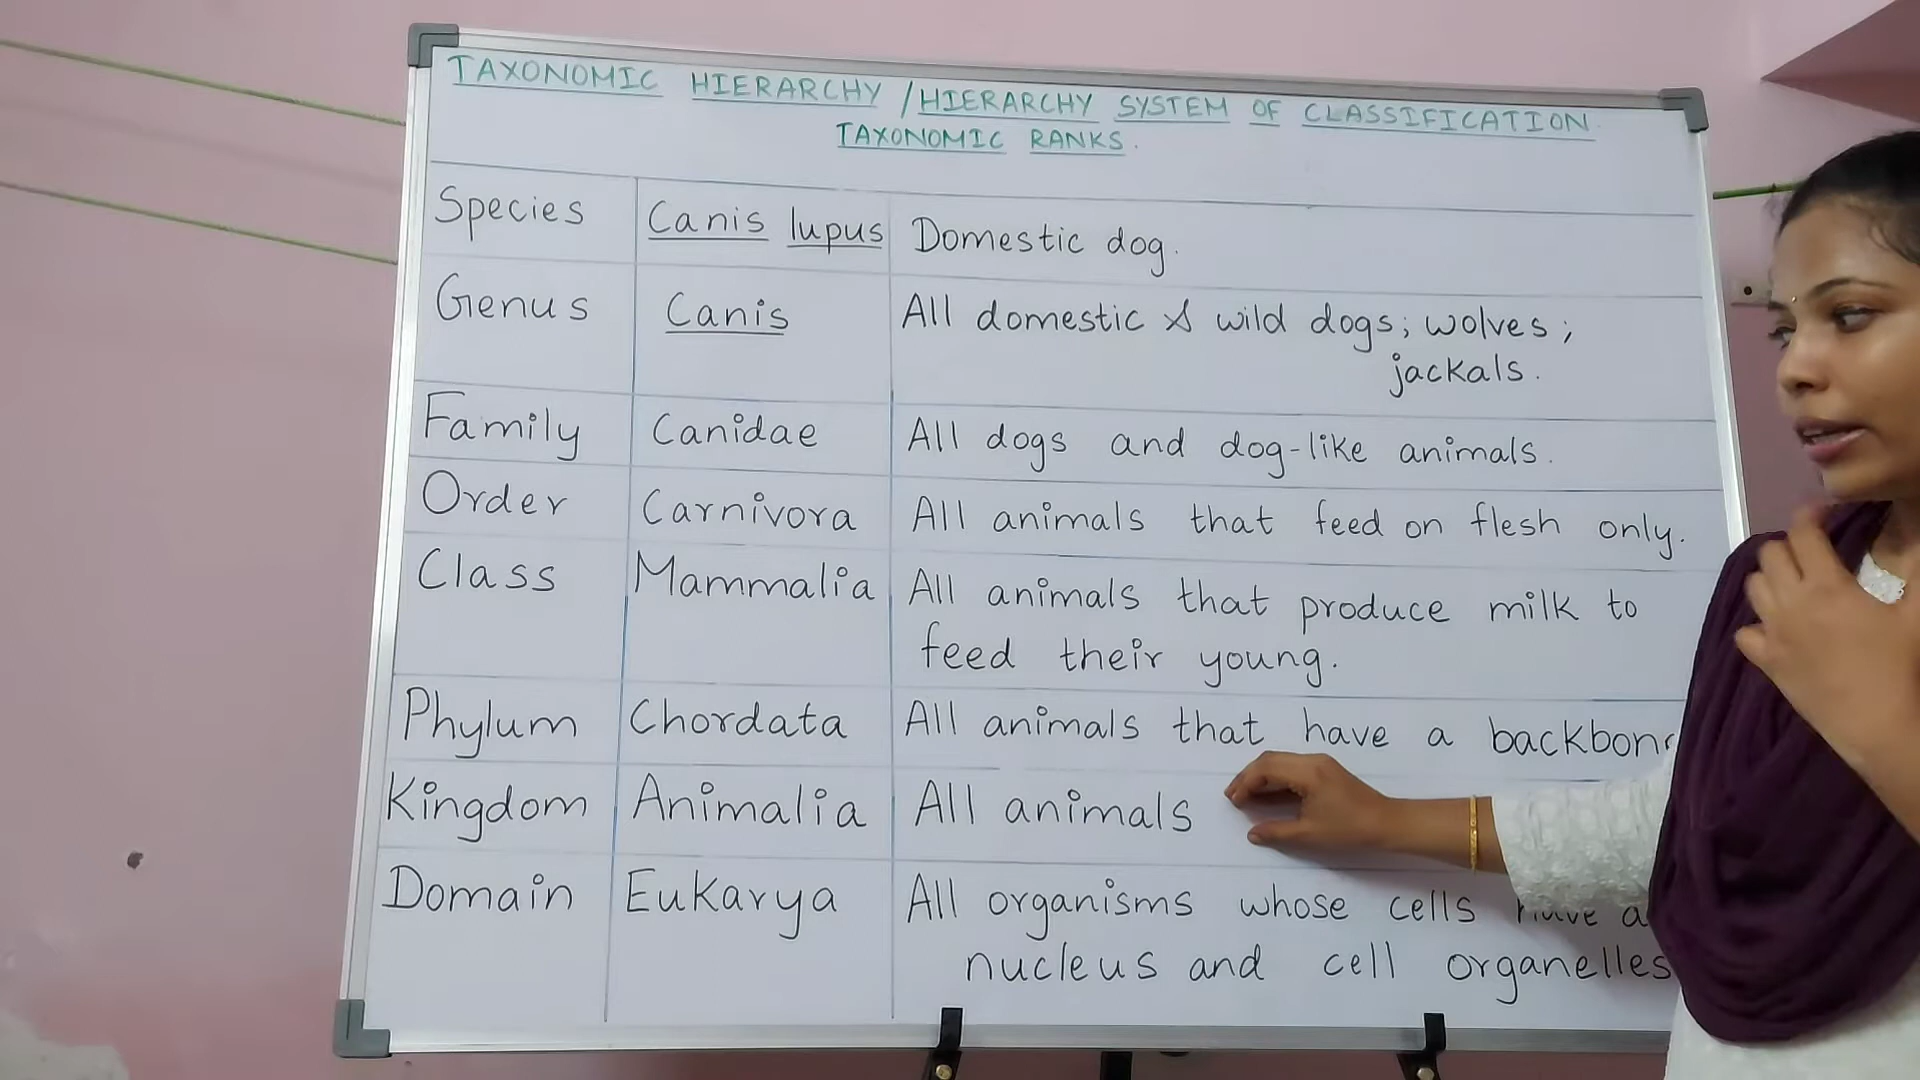 TAXONOMIC HIERARCHY / HIERARCHY SYSTEM OF CLASSIFICATION.
TAXONOMIC RANKS.
Species Canis lupus Domestic dog.
Genus Canis All domestic & wild dogs; wolves;
jackals.
Family Canidae All dogs and dog-like animals.
Order Carnivora All animals that feed on flesh only.
Class Mammalia All animals that produce milk to
feed their young.
Phylum Chordata All animals that have a backbon
Kingdom Animalia All animals
Domain Eukarya All organisms whose cells have a
nucleus and cell organelles